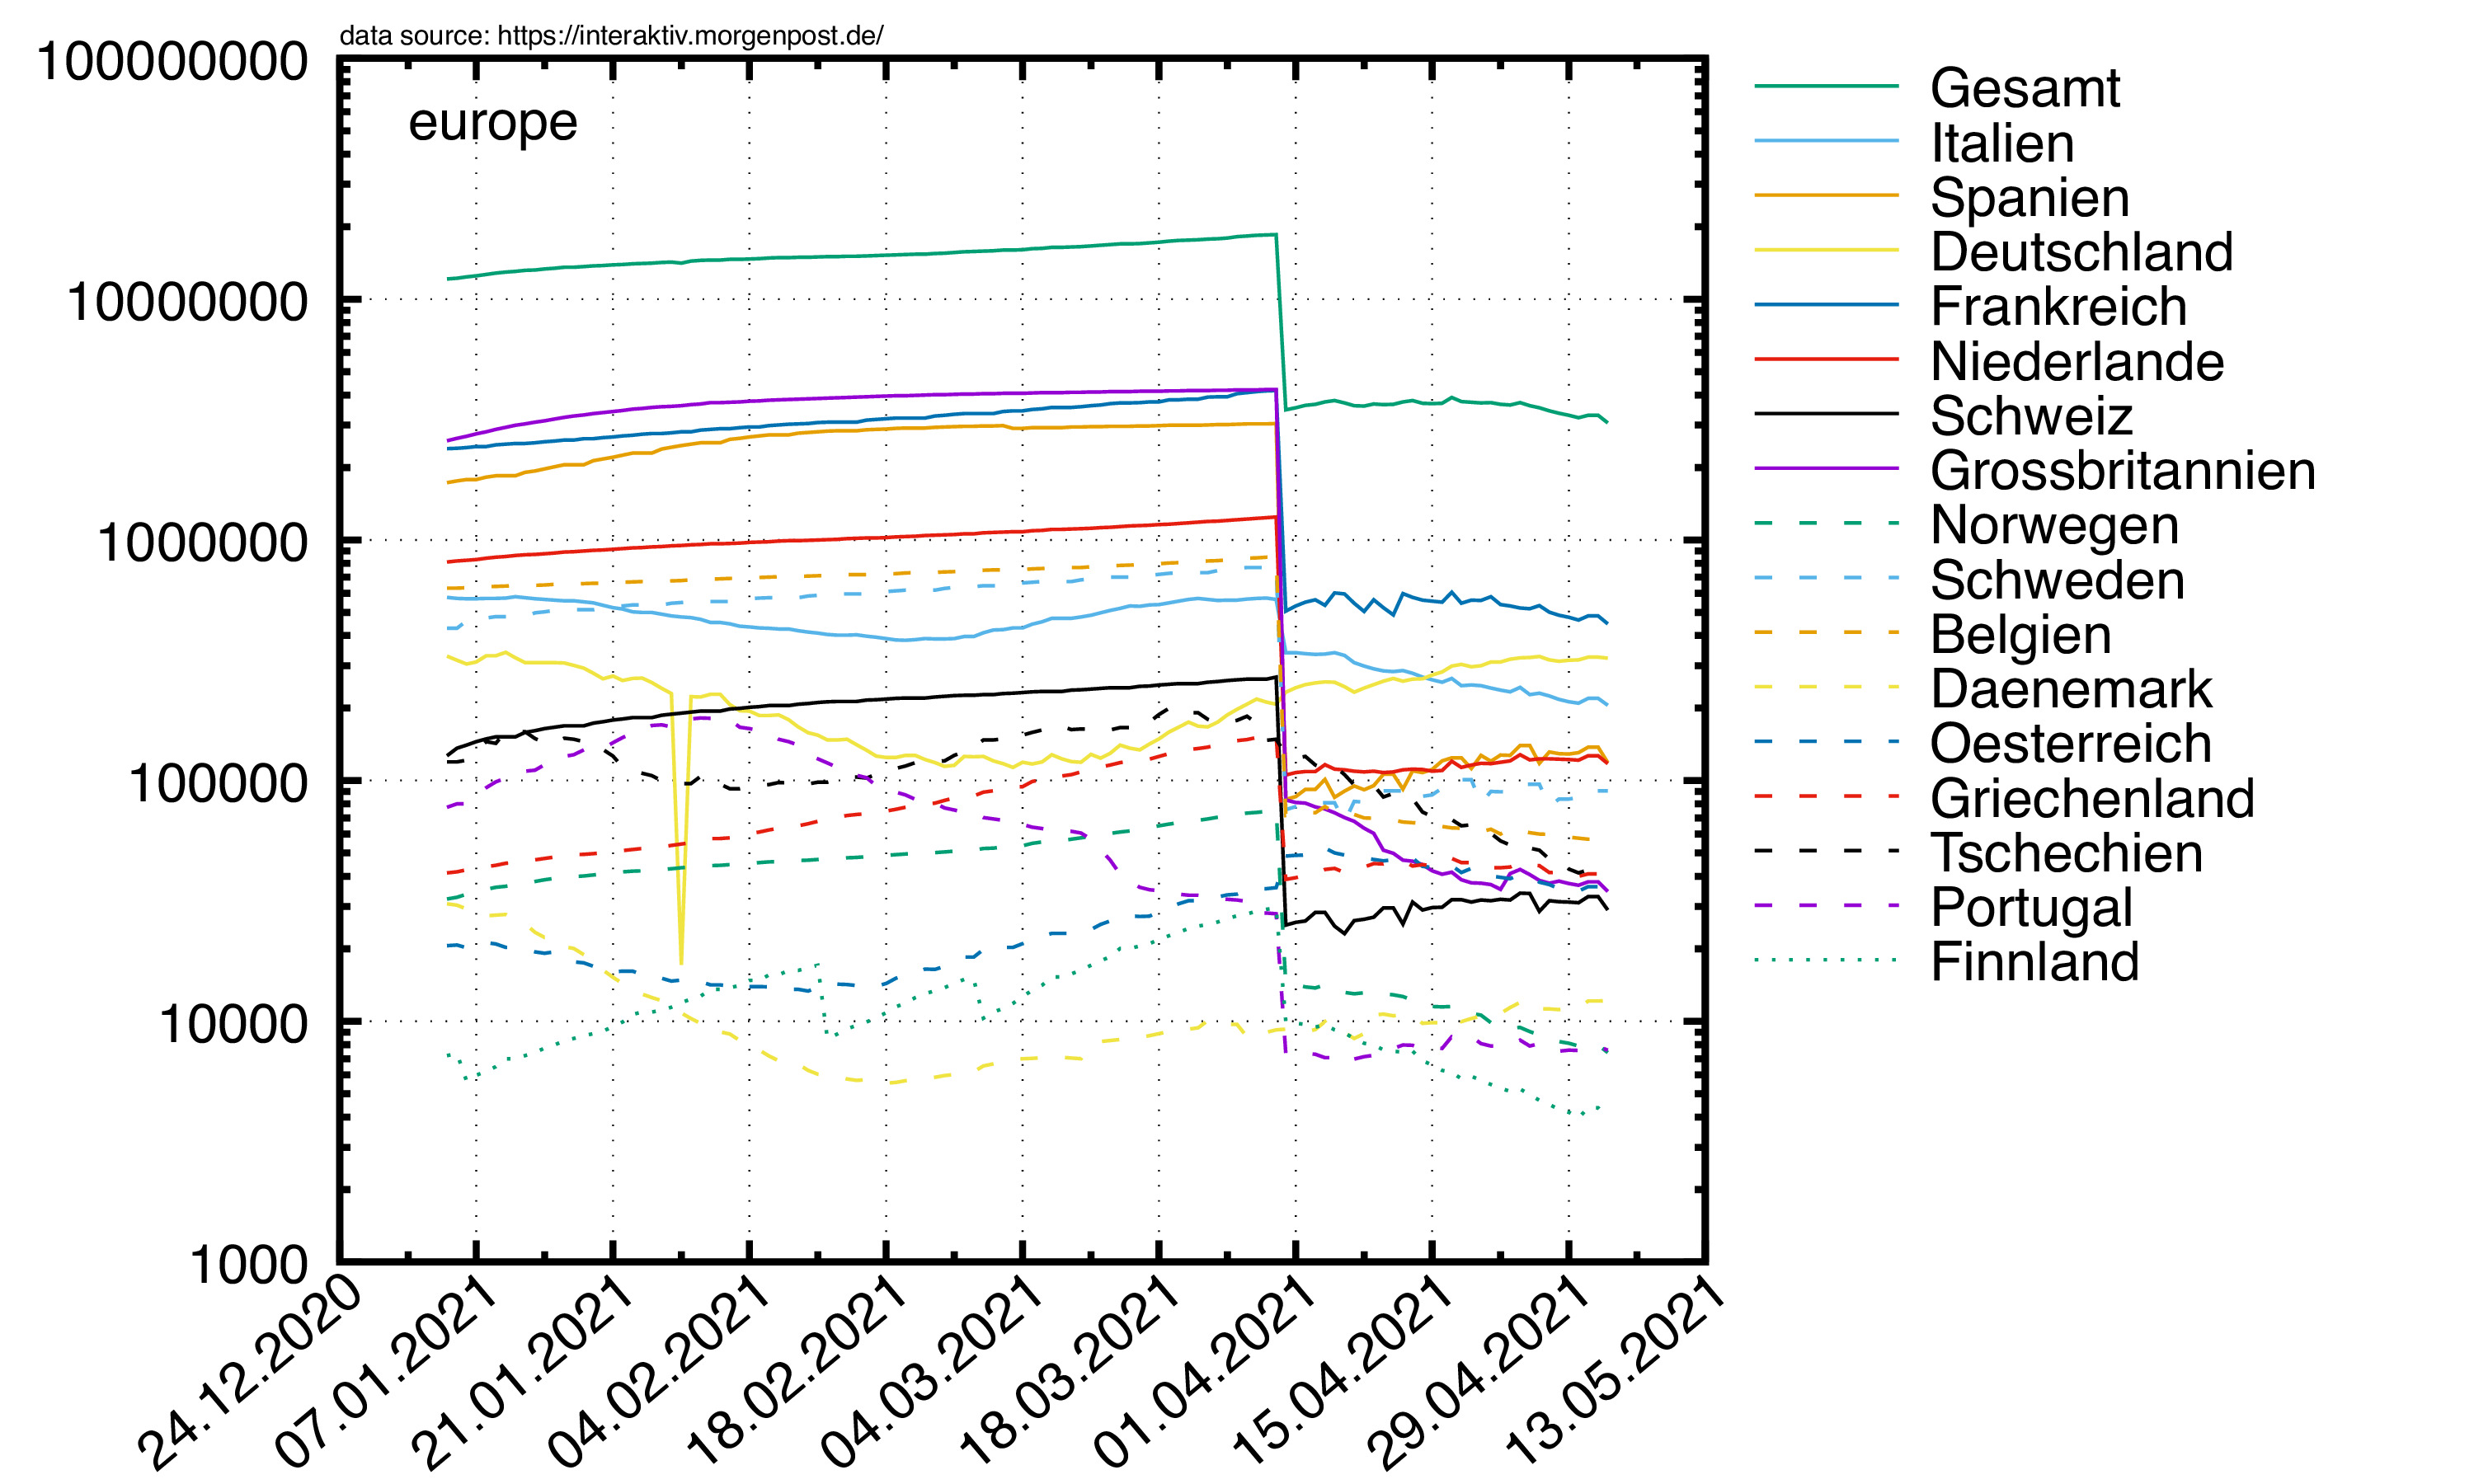 data source: https://interaktiv.morgenpost.de/
europe
100000000
10000000
1000000
100000
10000
1000
24.12.2020
07.01.2021
21.01.2021
04.02.2021
18.02.2021
04.03.2021
18.03.2021
01.04.2021
15.04.2021
29.04.2021
13.05.2021
Gesamt
Italien
Spanien
Deutschland
Frankreich
Niederlande
Schweiz
Grossbritannien
Norwegen
Schweden
Belgien
Daenemark
Oesterreich
Griechenland
Tschechien
Portugal
Finnland